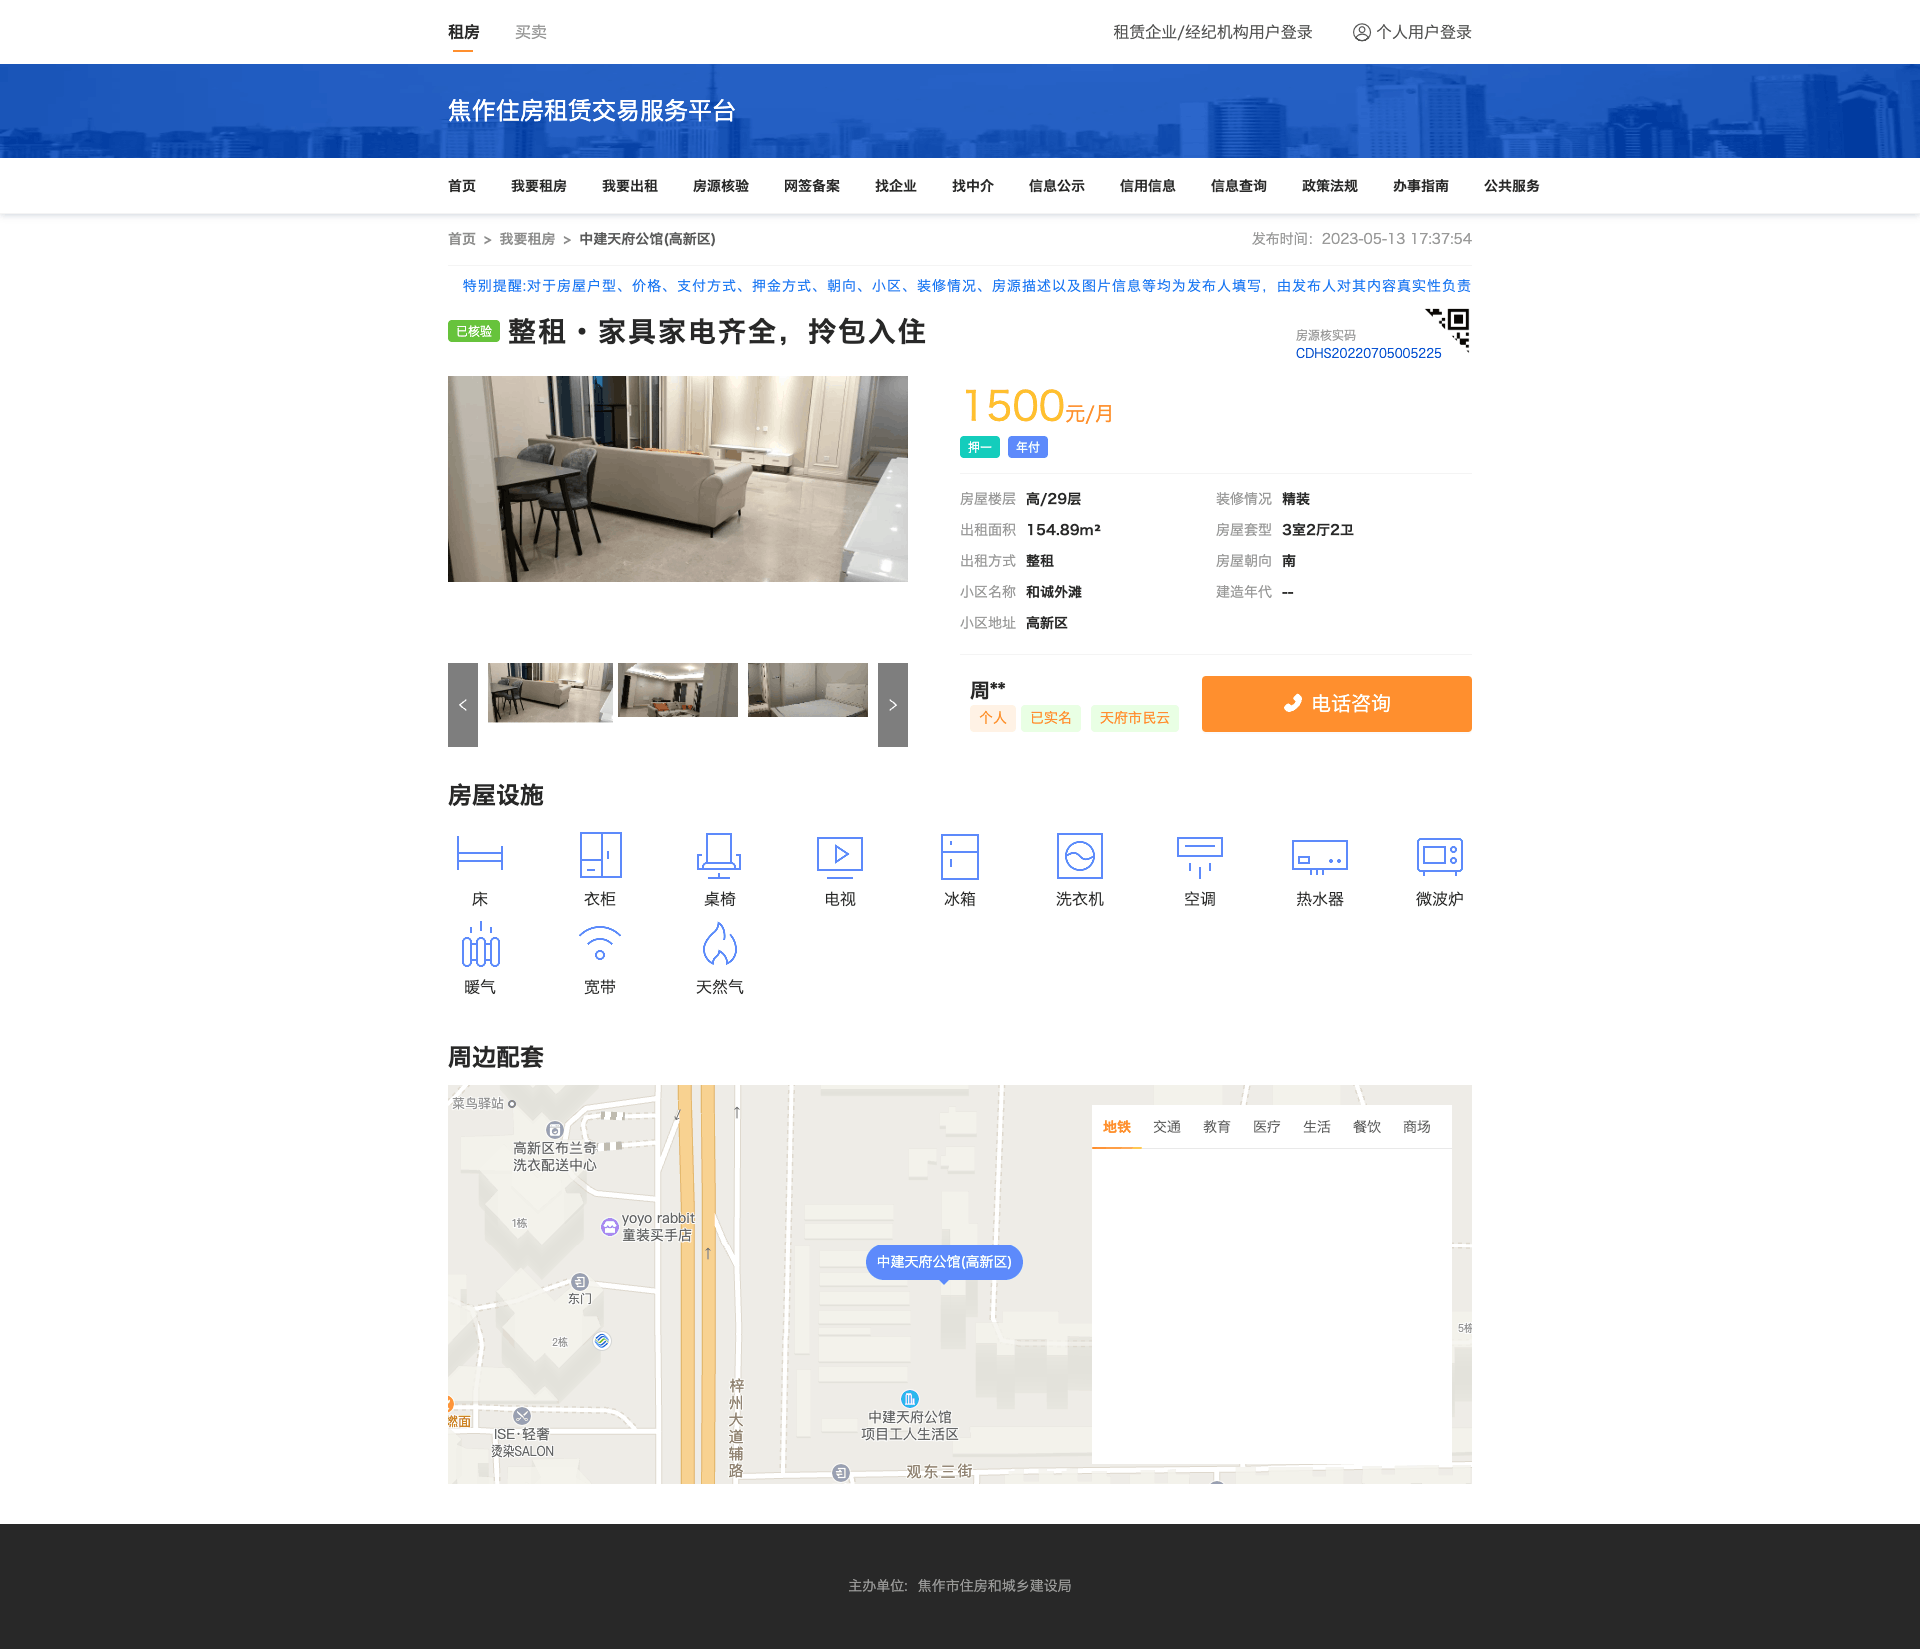 租房 买卖 租赁企业/经纪机构用户登录 个人用户登录
焦作住房租赁交易服务平台
首页 我要租房 我要出租 房源核验 网签备案 找企业 找中介 信息公示 信用信息 信息查询 政策法规 办事指南 公共服务
首页 > 我要租房 > 中建天府公馆(高新区) 发布时间：2023-05-13 17:37:54
特别提醒:对于房屋户型、价格、支付方式、押金方式、朝向、小区、装修情况、房源描述以及图片信息等均为发布人填写，由发布人对其内容真实性负责
已核验 整租·家具家电齐全，拎包入住
房源核实码
CDHS20220705005225
1500元/月
押一 年付
房屋楼层 高/29层 装修情况 精装
出租面积 154.89m² 房屋套型 3室2厅2卫
出租方式 整租 房屋朝向 南
小区名称 和诚外滩 建造年代 --
小区地址 高新区
< >
周**
个人 已实名 天府市民云
电话咨询
房屋设施
床 衣柜 桌椅 电视 冰箱 洗衣机 空调 热水器 微波炉
暖气 宽带 天然气
周边配套
菜鸟驿站
高新区布兰奇
洗衣配送中心
1栋
yoyo rabbit
童装买手店
东门
2栋
燃面
ISE·轻奢
烫染SALON
梓州大道辅路
中建天府公馆(高新区)
中建天府公馆
项目工人生活区
观东三街
地铁 交通 教育 医疗 生活 餐饮 商场
5栋
主办单位：焦作市住房和城乡建设局